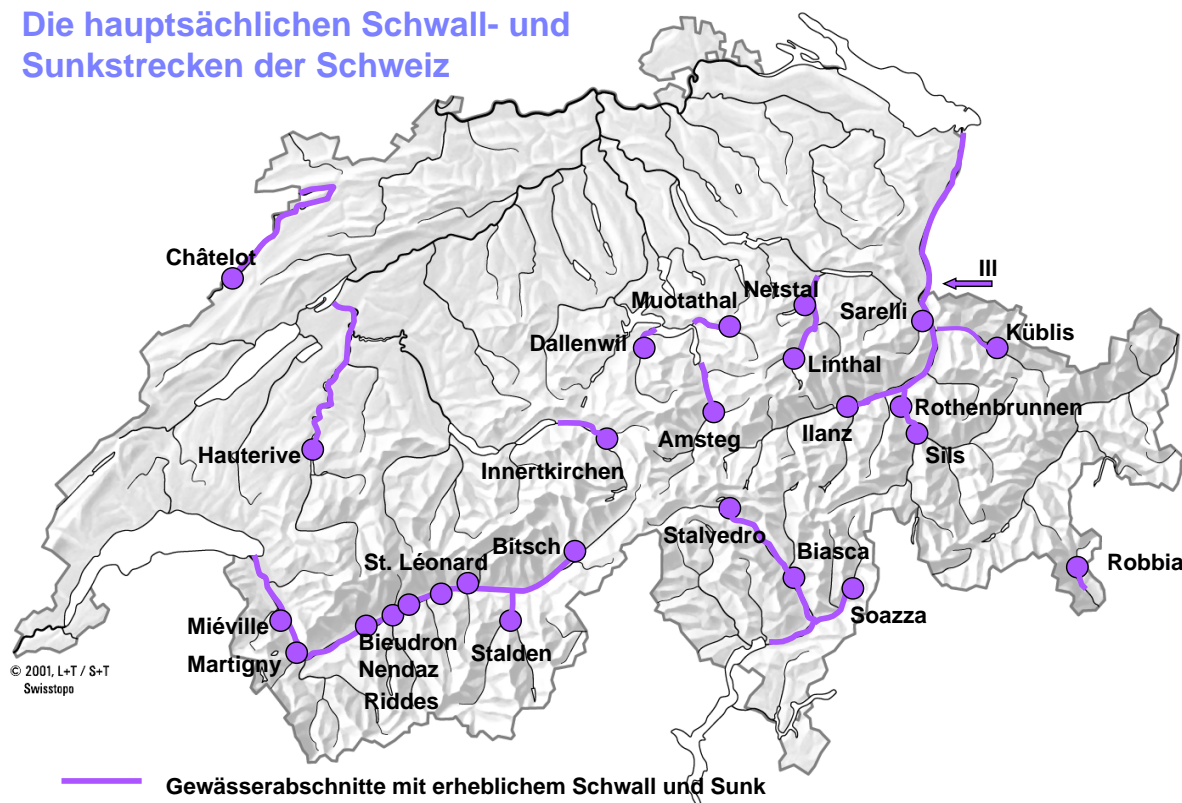 Die hauptsächlichen Schwall- und
Sunkstrecken der Schweiz
Châtelot
Ill
Netstal
Muotathal
Sarelli
Küblis
Dallenwil
Linthal
Rothenbrunnen
Ilanz
Amsteg
Hauterive
Innertkirchen
Sils
Stalvedro
Bitsch
Biasca
St. Léonard
Robbia
Soazza
Miéville
Bieudron
Stalden
Martigny
Nendaz
Riddes
© 2001, L+T / S+T
Swisstopo
Gewässerabschnitte mit erheblichem Schwall und Sunk